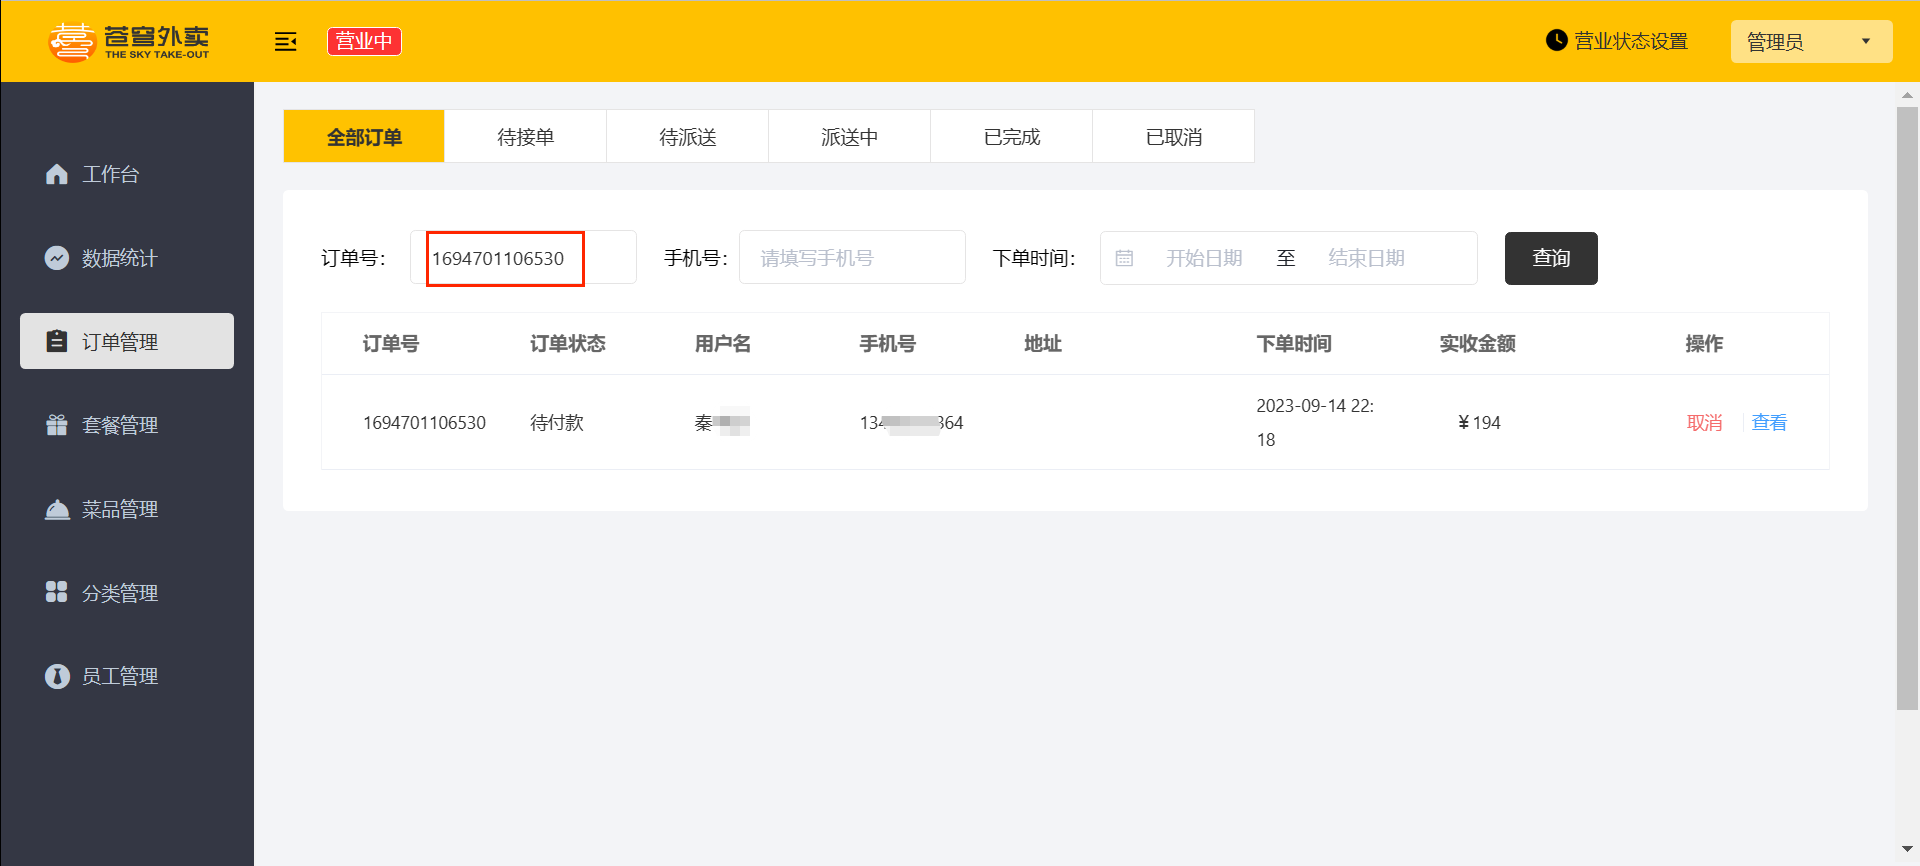 苍穹外卖
THE SKY TAKE-OUT
营业中
营业状态设置
管理员
工作台
数据统计
订单管理
套餐管理
菜品管理
分类管理
员工管理
全部订单 待接单 待派送 派送中 已完成 已取消
订单号： 1694701106530 手机号： 请填写手机号 下单时间： 开始日期 至 结束日期 查询
订单号 订单状态 用户名 手机号 地址 下单时间 实收金额 操作
1694701106530 待付款 秦 134 364 2023-09-14 22:
18 ￥194 取消 查看